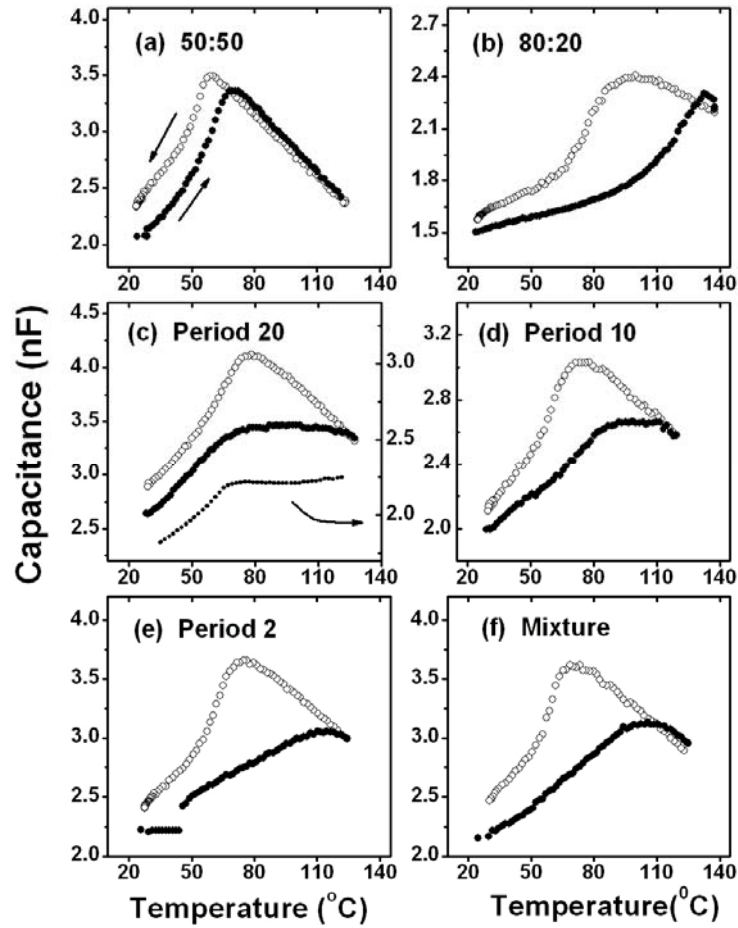 (a) 50:50
4.0
3.5
3.0
2.5
2.0
20 50 80 110 140
(b) 80:20
2.7
2.4
2.1
1.8
1.5
20 50 80 110 140
(c) Period 20
4.5
4.0
3.5
3.0
2.5
3.0
2.5
2.0
20 50 80 110 140
(d) Period 10
3.2
2.8
2.4
2.0
20 50 80 110 140
(e) Period 2
4.0
3.5
3.0
2.5
2.0
20 50 80 110 140
(f) Mixture
4.0
3.5
3.0
2.5
2.0
20 50 80 110 140
Capacitance (nF)
Temperature (°C)
Temperature(⁰C)